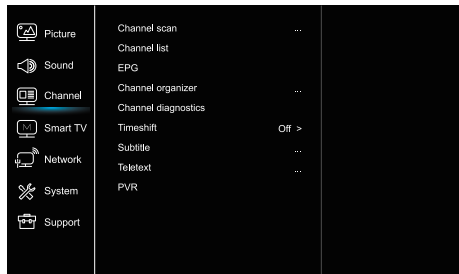 Picture
Sound
Channel
M
Smart TV
Network
System
Support
Channel scan ...
Channel list
EPG
Channel organizer ...
Channel diagnostics
Timeshift Off >
Subtitle ...
Teletext ...
PVR